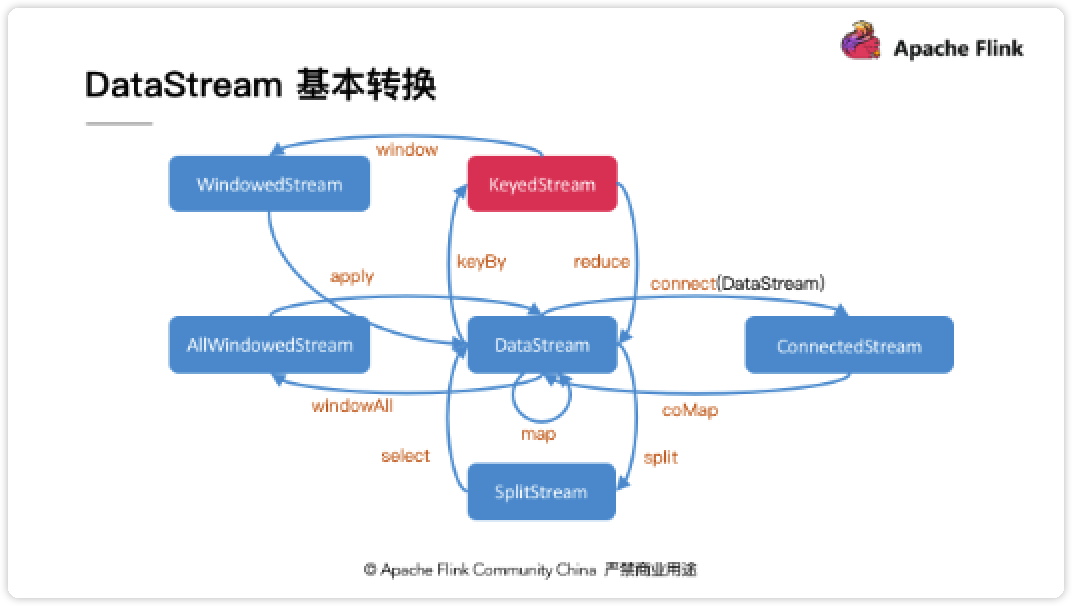 Apache Flink
DataStream 基本转换
window
WindowedStream
KeyedStream
apply
keyBy
reduce
connect(DataStream)
AllWindowedStream
DataStream
ConnectedStream
windowAll
map
coMap
select
split
SplitStream
© Apache Flink Community China 严禁商业用途